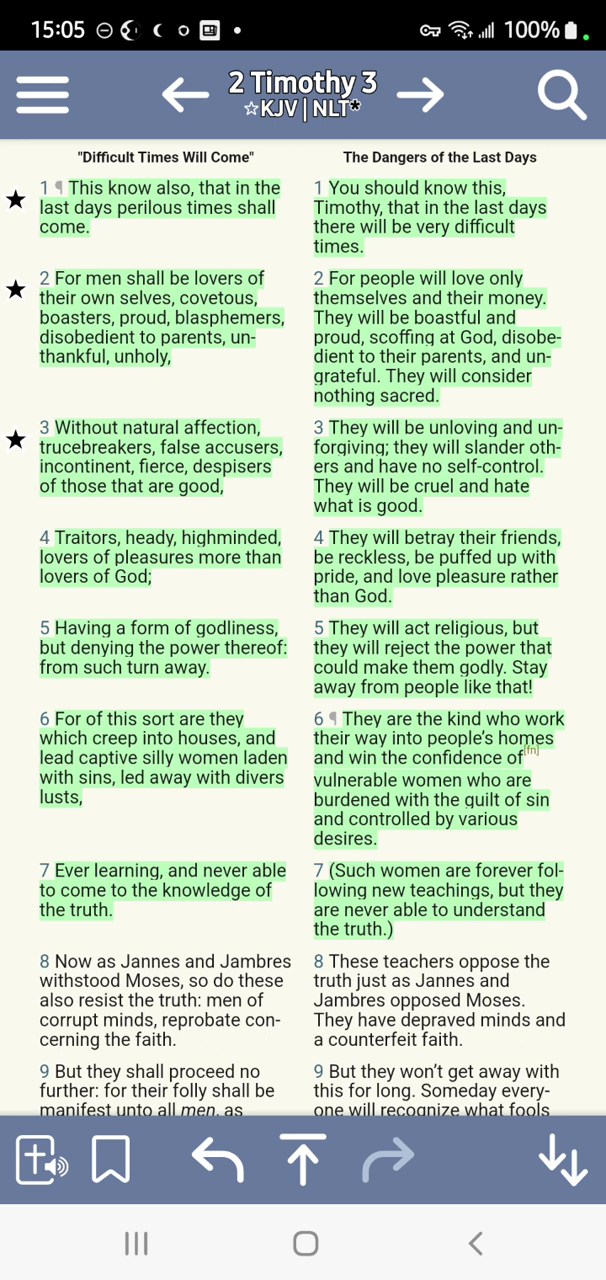 15:05 100%
2 Timothy 3
☆KJV | NLT*
"Difficult Times Will Come"
1 ¶ This know also, that in the
last days perilous times shall
come.
2 For men shall be lovers of
their own selves, covetous,
boasters, proud, blasphemers,
disobedient to parents, un-
thankful, unholy,
3 Without natural affection,
trucebreakers, false accusers,
incontinent, fierce, despisers
of those that are good,
4 Traitors, heady, highminded,
lovers of pleasures more than
lovers of God;
5 Having a form of godliness,
but denying the power thereof:
from such turn away.
6 For of this sort are they
which creep into houses, and
lead captive silly women laden
with sins, led away with divers
lusts,
7 Ever learning, and never able
to come to the knowledge of
the truth.
8 Now as Jannes and Jambres
withstood Moses, so do these
also resist the truth: men of
corrupt minds, reprobate con-
cerning the faith.
9 But they shall proceed no
further: for their folly shall be
manifest unto all men, as
The Dangers of the Last Days
1 You should know this,
Timothy, that in the last days
there will be very difficult
times.
2 For people will love only
themselves and their money.
They will be boastful and
proud, scoffing at God, disobe-
dient to their parents, and un-
grateful. They will consider
nothing sacred.
3 They will be unloving and un-
forgiving; they will slander oth-
ers and have no self-control.
They will be cruel and hate
what is good.
4 They will betray their friends,
be reckless, be puffed up with
pride, and love pleasure rather
than God.
5 They will act religious, but
they will reject the power that
could make them godly. Stay
away from people like that!
6 ¶ They are the kind who work
their way into people's homes
and win the confidence of[fn]
vulnerable women who are
burdened with the guilt of sin
and controlled by various
desires.
7 (Such women are forever fol-
lowing new teachings, but they
are never able to understand
the truth.)
8 These teachers oppose the
truth just as Jannes and
Jambres opposed Moses.
They have depraved minds and
a counterfeit faith.
9 But they won't get away with
this for long. Someday every-
one will recognize what fools